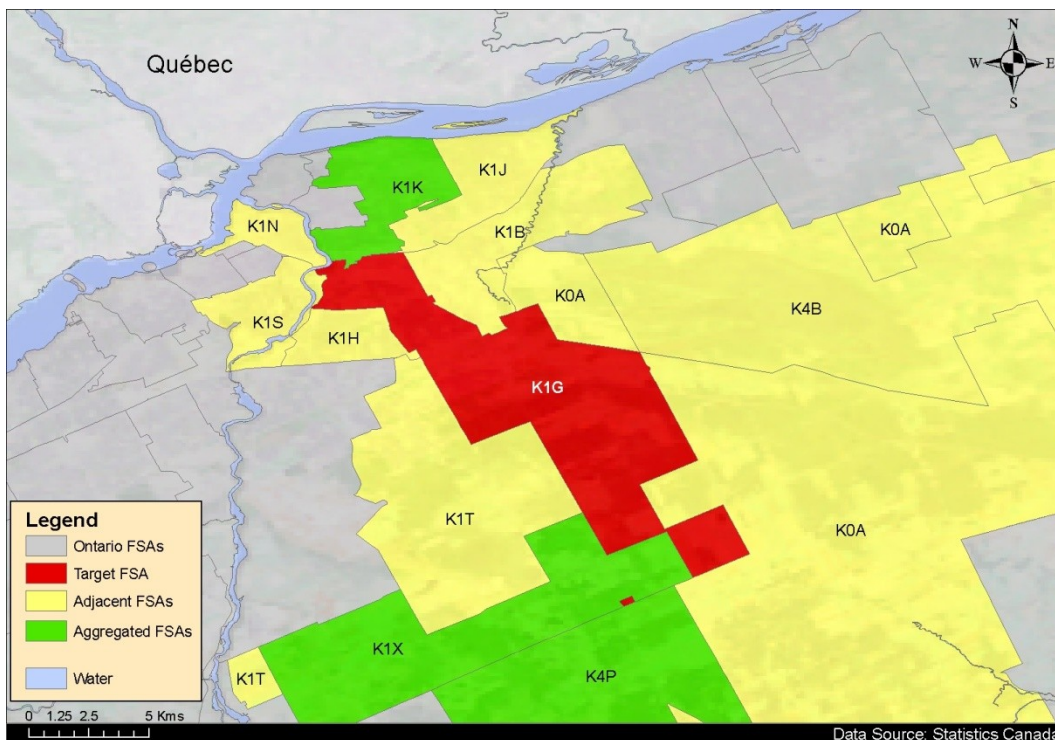 Québec
N
W E
S
K1K
K1J
K1N
K1B
K0A
K0A
K4B
K1S
K1H
K1G
K1T
K0A
K1X
K1T
K4P
Legend
Ontario FSAs
Target FSA
Adjacent FSAs
Aggregated FSAs
Water
0 1.25 2.5 5 Kms
Data Source: Statistics Canada